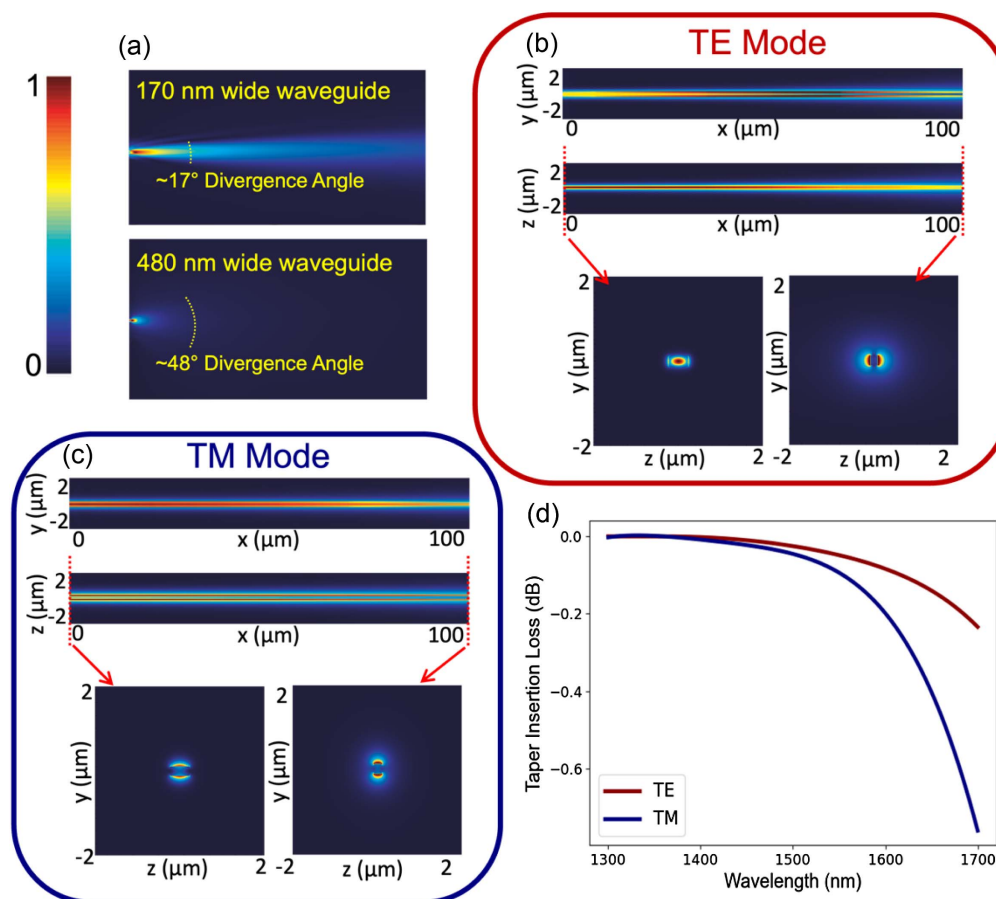 1
0
(a)
170 nm wide waveguide
~17° Divergence Angle
480 nm wide waveguide
~48° Divergence Angle
(b)
TE Mode
2
-2
y (µm)
0
x (µm)
100
2
-2
z (µm)
0
x (µm)
100
2
-2
y (µm)
z (µm)
2
2
-2
y (µm)
-2
z (µm)
2
(c)
TM Mode
2
-2
y (µm)
0
x (µm)
100
2
-2
z (µm)
0
x (µm)
100
2
-2
y (µm)
z (µm)
2
2
-2
y (µm)
z (µm)
2
(d)
0.0
−0.2
−0.4
−0.6
Taper Insertion Loss (dB)
TE
TM
1300
1400
1500
1600
1700
Wavelength (nm)